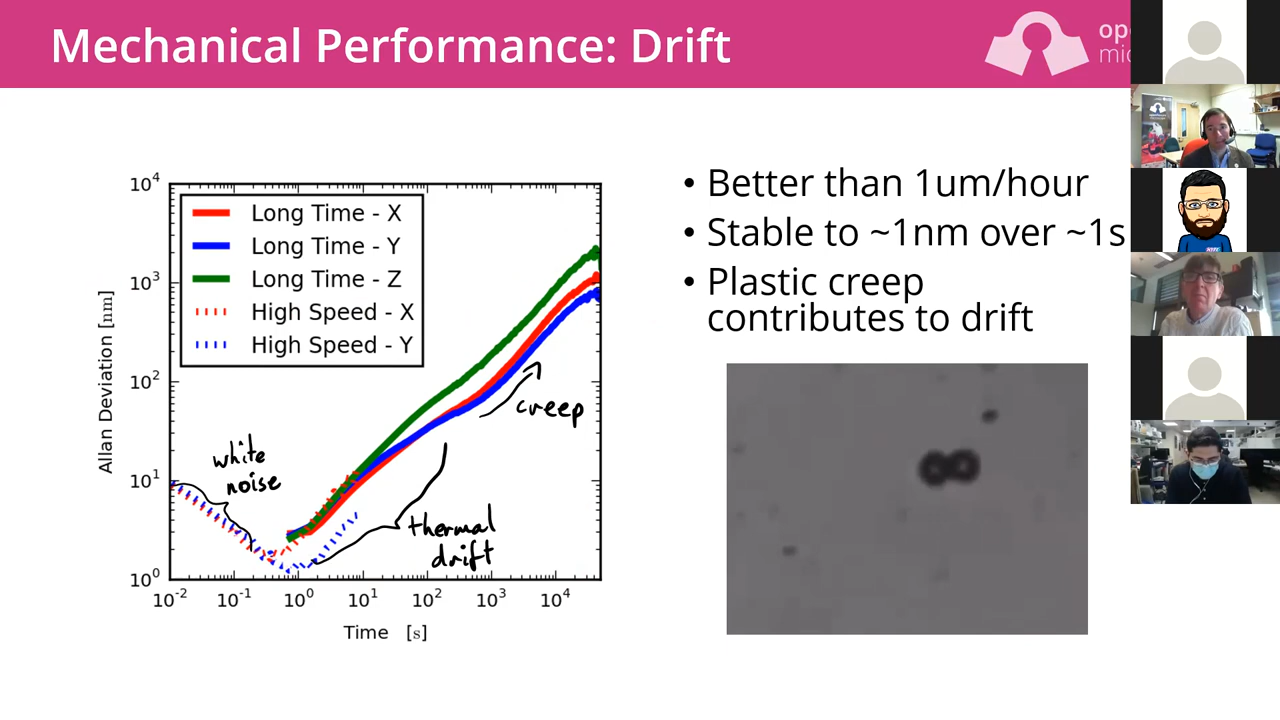 Mechanical Performance: Drift
10⁴
10³
10²
10¹
10⁰
Allan Deviation [nm]
Long Time - X
Long Time - Y
Long Time - Z
High Speed - X
High Speed - Y
white
noise
creep
thermal
drift
10⁻² 10⁻¹ 10⁰ 10¹ 10² 10³ 10⁴
Time [s]
• Better than 1um/hour
• Stable to ~1nm over ~1s
• Plastic creep
contributes to drift